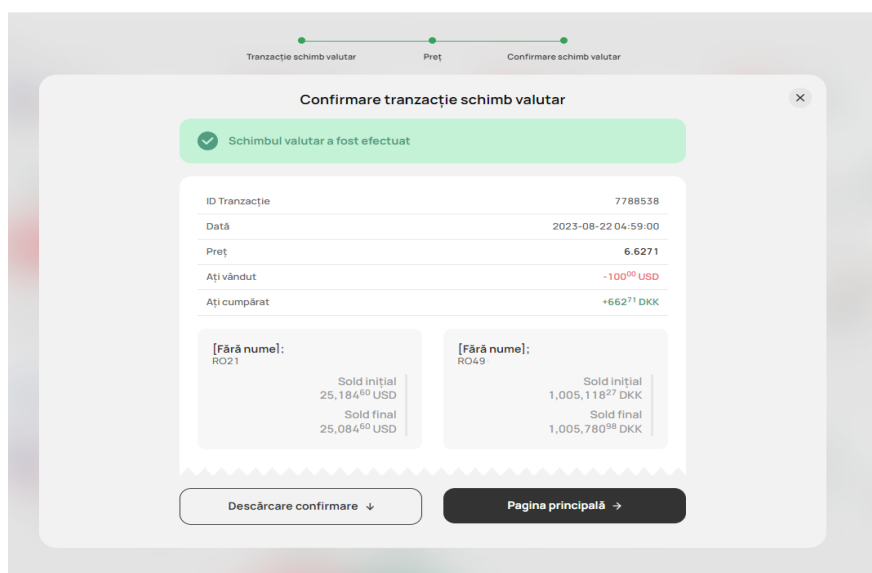 Tranzacție schimb valutar Preț Confirmare schimb valutar
Confirmare tranzacție schimb valutar
Schimbul valutar a fost efectuat
ID Tranzacție 7788538
Dată 2023-08-22 04:59:00
Preț 6.6271
Ați vândut -100⁰⁰ USD
Ați cumpărat +662⁷¹ DKK
[Fără nume];
RO21
Sold inițial
25,184⁶⁰ USD
Sold final
25,084⁶⁰ USD
[Fără nume];
RO49
Sold inițial
1,005,118²⁷ DKK
Sold final
1,005,780⁹⁸ DKK
Descărcare confirmare ↓
Pagina principală →